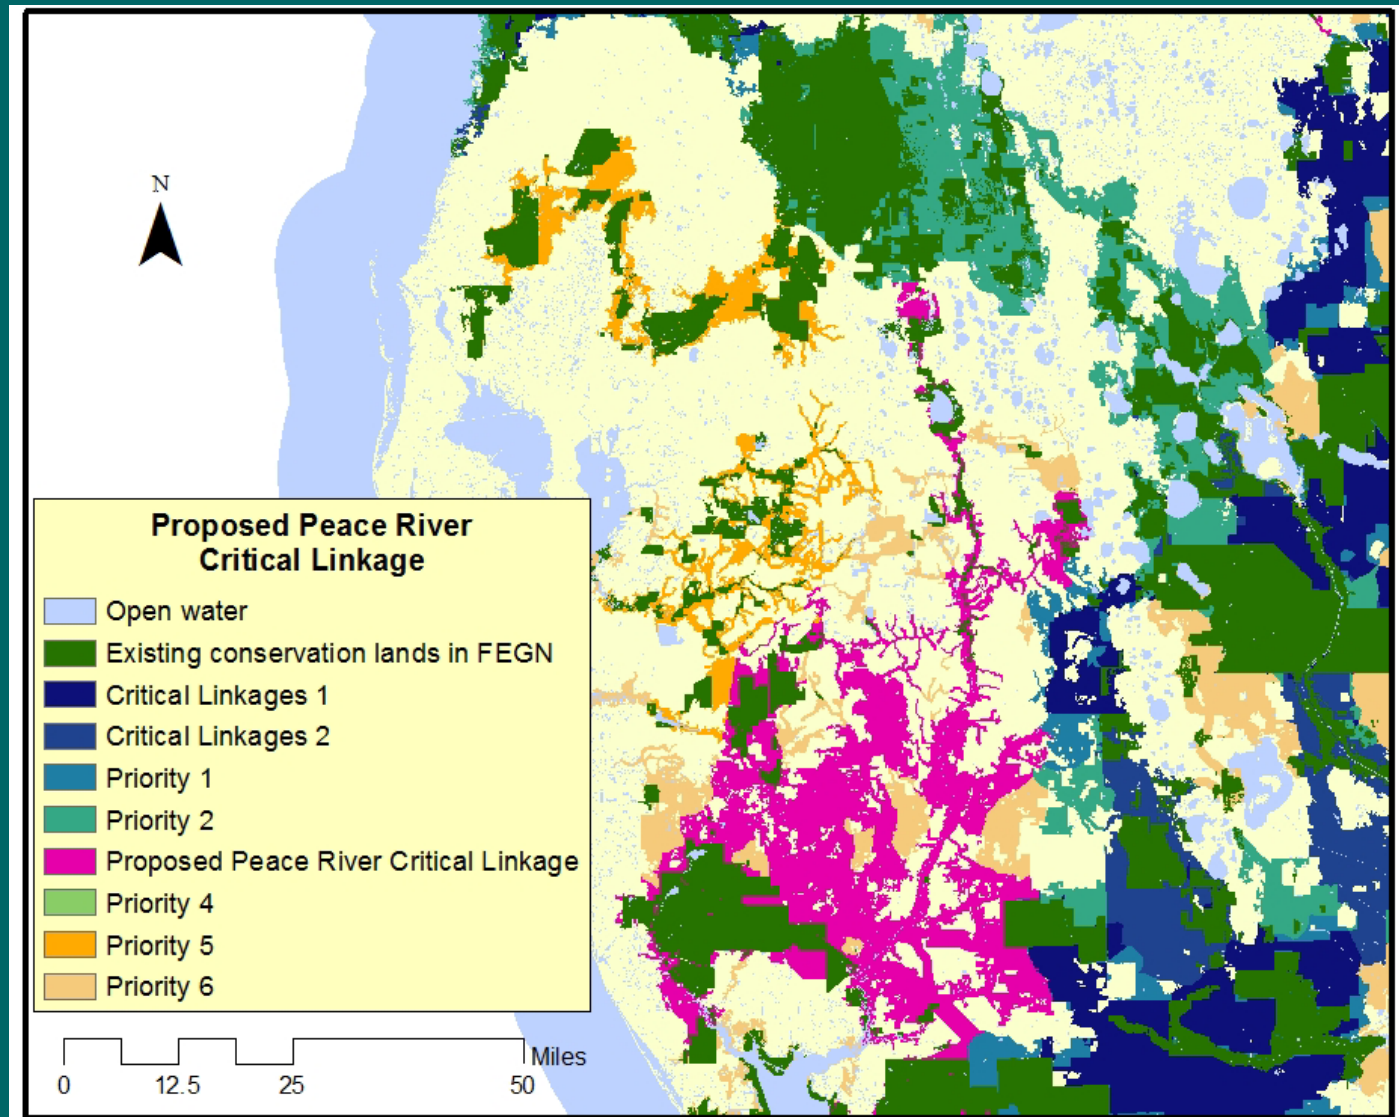 N
Proposed Peace River
Critical Linkage
Open water
Existing conservation lands in FEGN
Critical Linkages 1
Critical Linkages 2
Priority 1
Priority 2
Proposed Peace River Critical Linkage
Priority 4
Priority 5
Priority 6
Miles
0 12.5 25 50